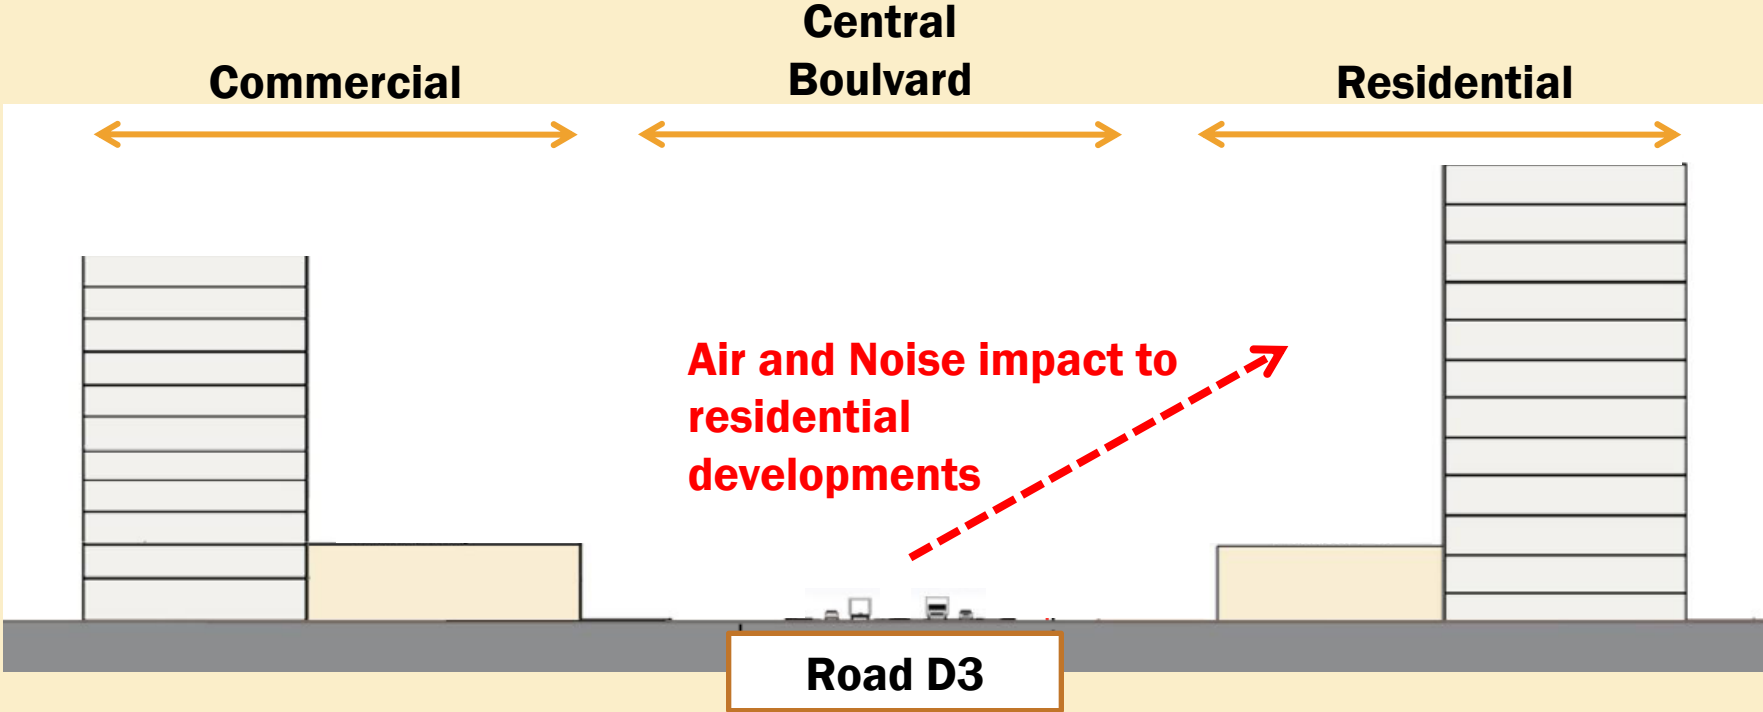 Central
Boulvard
Commercial
Residential
Air and Noise impact to
residential
developments
Road D3